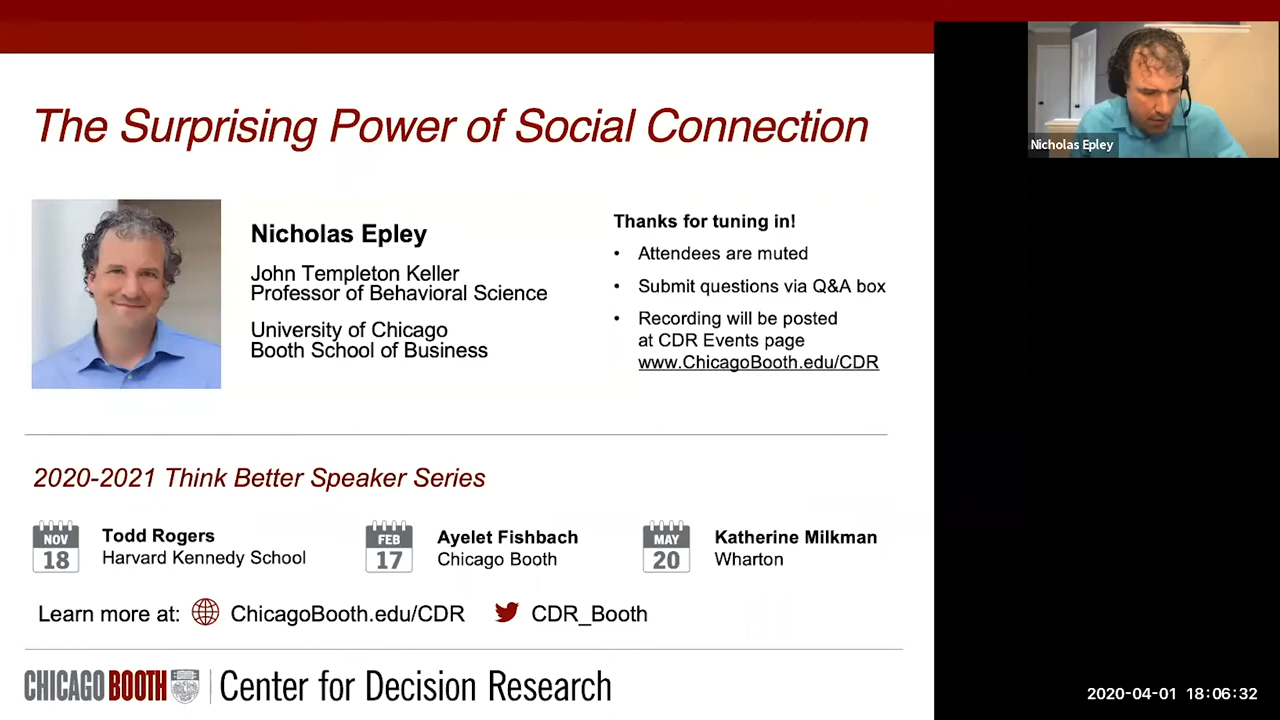 The Surprising Power of Social Connection
Nicholas Epley
Nicholas Epley
John Templeton Keller
Professor of Behavioral Science
University of Chicago
Booth School of Business
Thanks for tuning in!
• Attendees are muted
• Submit questions via Q&A box
• Recording will be posted
at CDR Events page
www.ChicagoBooth.edu/CDR
2020-2021 Think Better Speaker Series
NOV
18
Todd Rogers
Harvard Kennedy School
FEB
17
Ayelet Fishbach
Chicago Booth
MAY
20
Katherine Milkman
Wharton
Learn more at: ChicagoBooth.edu/CDR CDR_Booth
CHICAGO BOOTH Center for Decision Research
2020-04-01 18:06:32